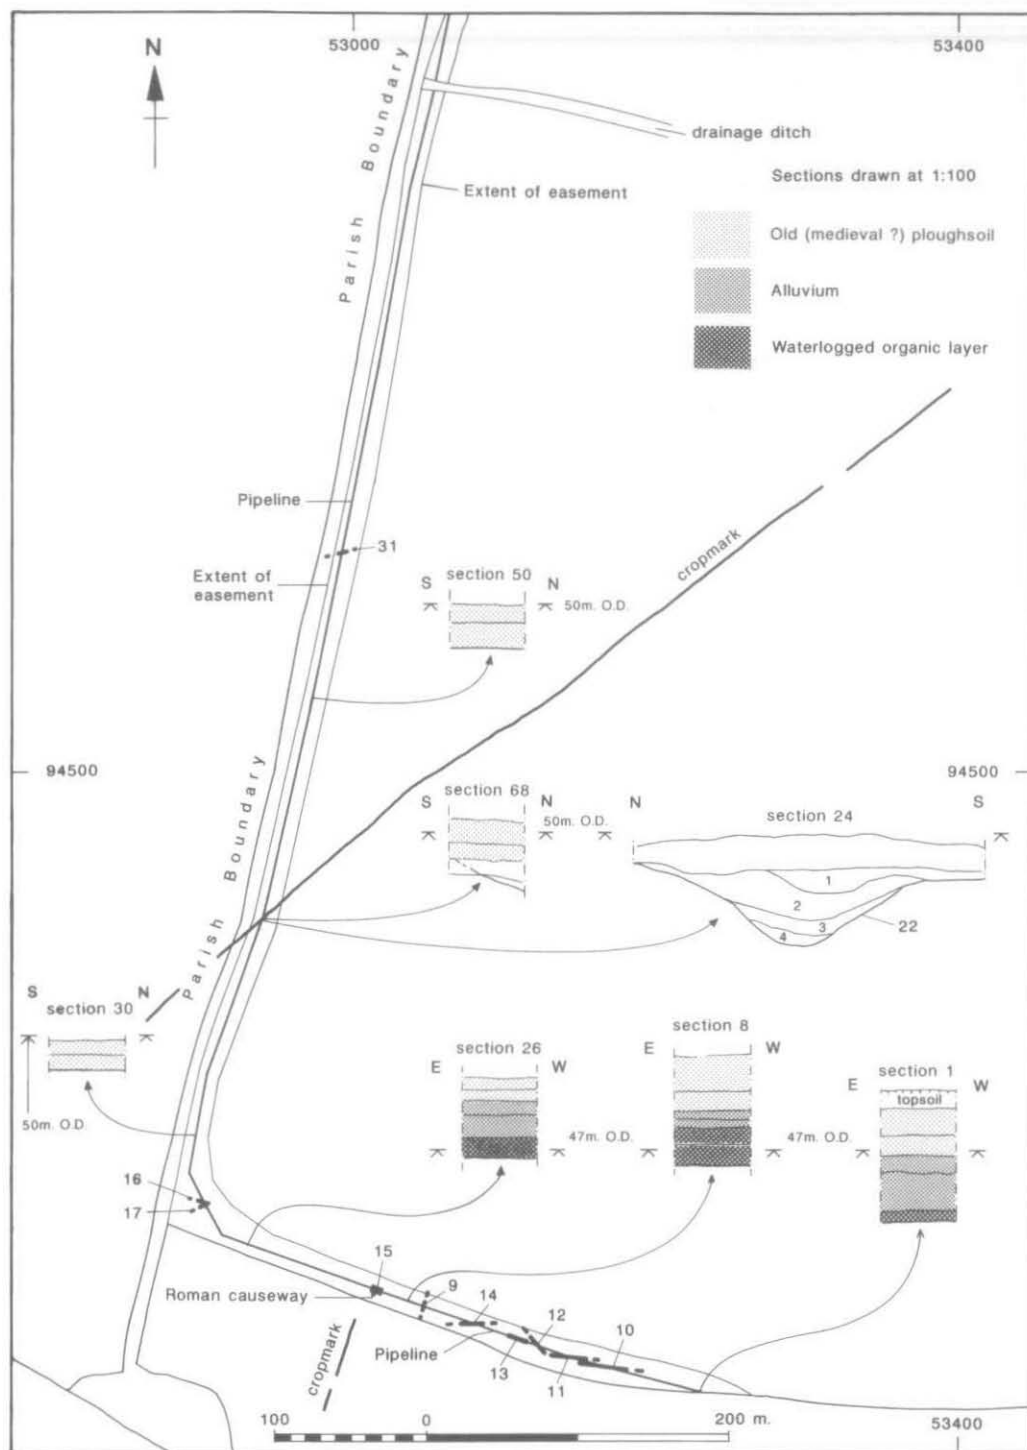 53000
53400
N
Parish Boundary
drainage ditch
Sections drawn at 1:100
Extent of easement
Old (medieval ?) ploughsoil
Alluvium
Waterlogged organic layer
Pipeline
31
cropmark
Extent of
easement
section 50
S
N
50m. O.D.
94500
94500
Parish Boundary
section 68
S
N
50m. O.D.
N
section 24
S
1
2
3
4
22
S
section 30
N
50m. O.D.
section 26
E
W
47m. O.D.
section 8
E
W
47m. O.D.
section 1
E
W
topsoil
16
17
15
9
14
Roman causeway
12
10
Pipeline
13
11
cropmark
100
0
200 m.
53400